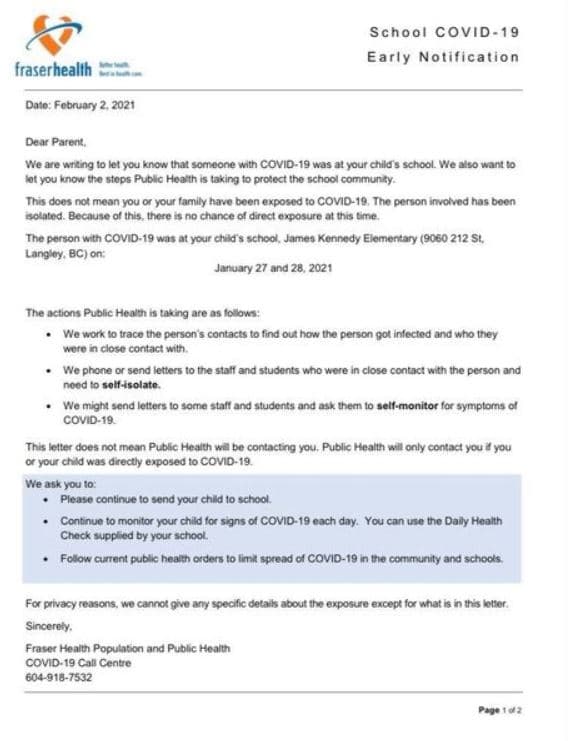 School COVID-19
Early Notification
fraserhealth
Better health.
Best in health care.
Date: February 2, 2021
Dear Parent,
We are writing to let you know that someone with COVID-19 was at your child's school. We also want to
let you know the steps Public Health is taking to protect the school community.
This does not mean you or your family have been exposed to COVID-19. The person involved has been
isolated. Because of this, there is no chance of direct exposure at this time.
The person with COVID-19 was at your child's school, James Kennedy Elementary (9060 212 St,
Langley, BC) on:
January 27 and 28, 2021
The actions Public Health is taking are as follows:
• We work to trace the person's contacts to find out how the person got infected and who they
were in close contact with.
• We phone or send letters to the staff and students who were in close contact with the person and
need to self-isolate.
• We might send letters to some staff and students and ask them to self-monitor for symptoms of
COVID-19.
This letter does not mean Public Health will be contacting you. Public Health will only contact you if you
or your child was directly exposed to COVID-19.
We ask you to:
• Please continue to send your child to school.
• Continue to monitor your child for signs of COVID-19 each day. You can use the Daily Health
Check supplied by your school.
• Follow current public health orders to limit spread of COVID-19 in the community and schools.
For privacy reasons, we cannot give any specific details about the exposure except for what is in this letter.
Sincerely,
Fraser Health Population and Public Health
COVID-19 Call Centre
604-918-7532
Page 1 of 2